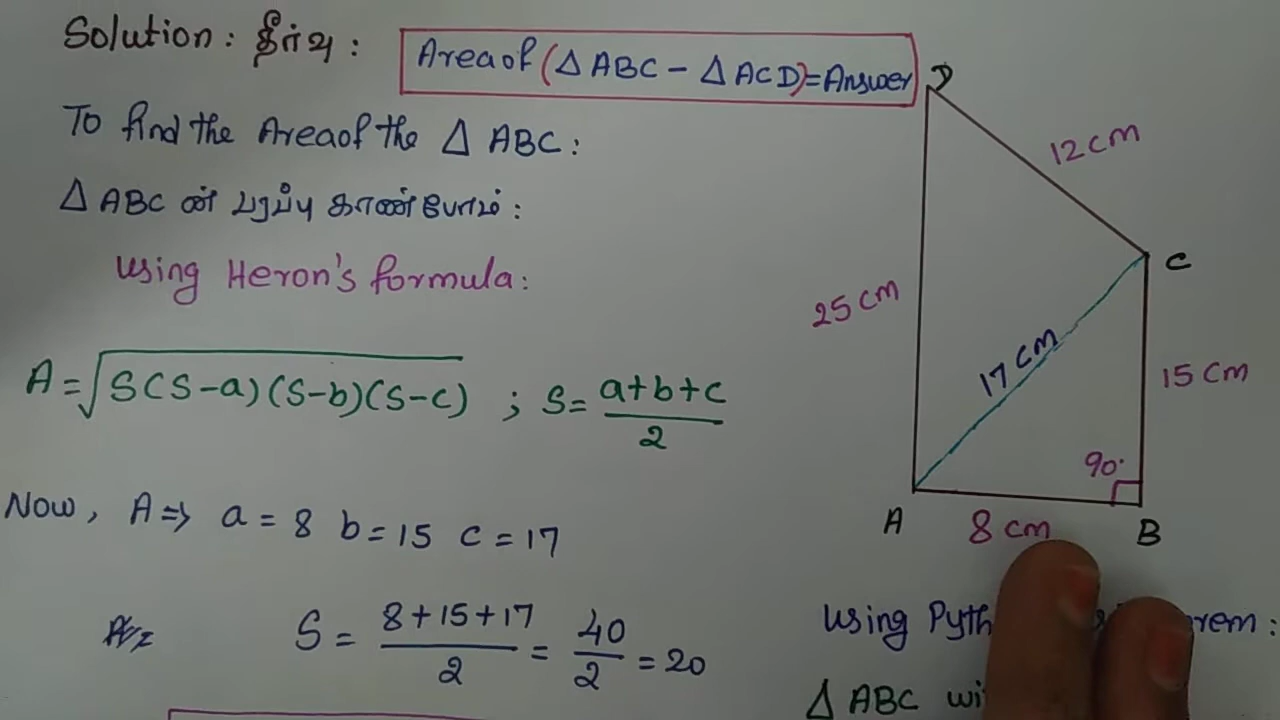 Solution : தீர்வு :
Area of (Δ ABC - Δ ACD) = Answer
To find the Area of the Δ ABC :
Δ ABC ன் பரப்பு காண்போம் :
Using Heron's formula :
A = √S(S-a)(S-b)(S-c) ; S = a+b+c / 2
Now, A ⇒ a = 8 b = 15 c = 17
S = 8+15+17 / 2 = 40 / 2 = 20
D
12 cm
C
25 cm
17 cm
15 cm
90°
A
8 cm
B
Using
:
Δ ABC